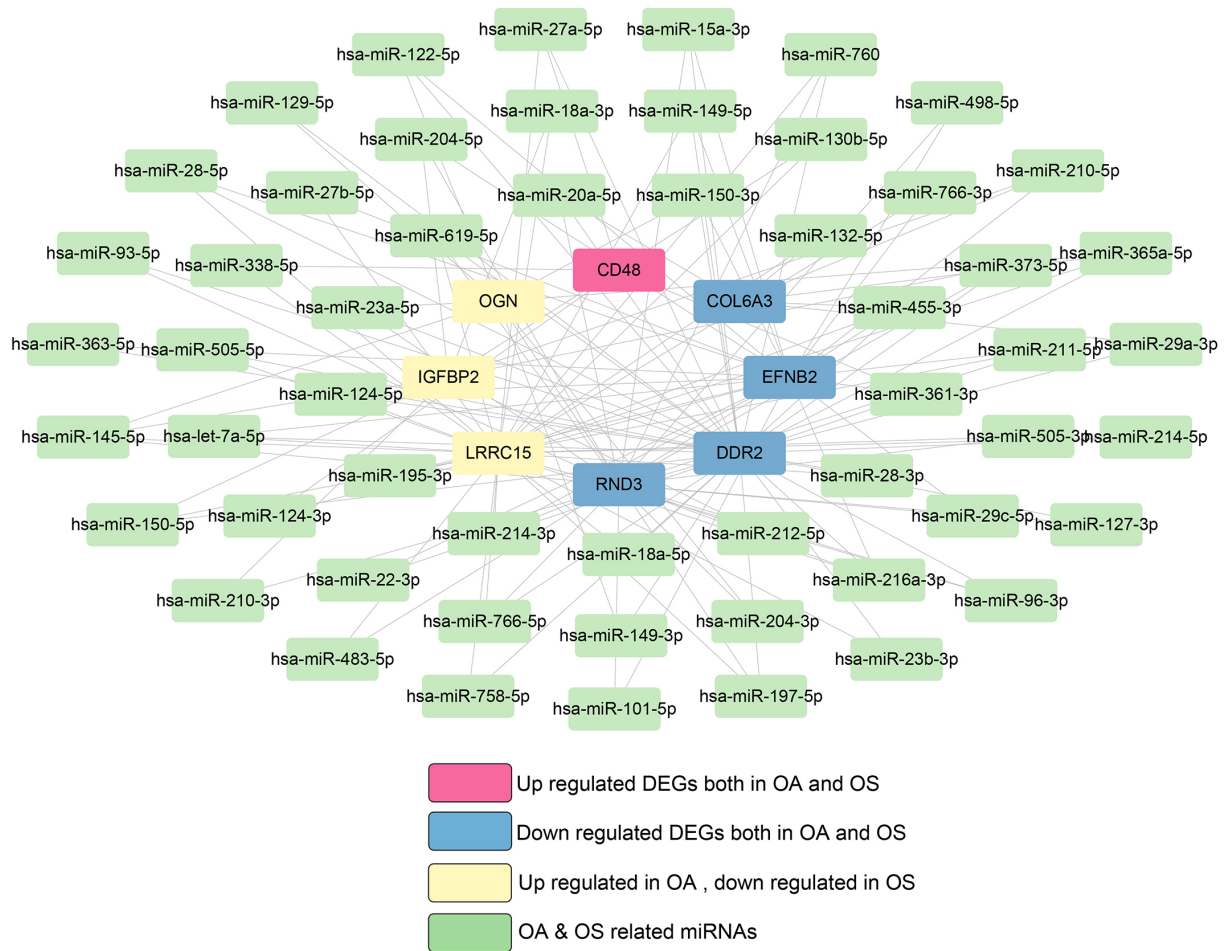 hsa-miR-27a-5p
hsa-miR-15a-3p
hsa-miR-122-5p
hsa-miR-760
hsa-miR-129-5p
hsa-miR-18a-3p
hsa-miR-149-5p
hsa-miR-498-5p
hsa-miR-204-5p
hsa-miR-130b-5p
hsa-miR-28-5p
hsa-miR-27b-5p
hsa-miR-20a-5p
hsa-miR-150-3p
hsa-miR-766-3p
hsa-miR-210-5p
hsa-miR-619-5p
hsa-miR-132-5p
hsa-miR-93-5p
hsa-miR-338-5p
CD48
hsa-miR-373-5p
hsa-miR-365a-5p
hsa-miR-23a-5p
OGN
COL6A3
hsa-miR-455-3p
hsa-miR-363-5p
hsa-miR-505-5p
hsa-miR-211-5p
hsa-miR-29a-3p
IGFBP2
EFNB2
hsa-miR-124-5p
hsa-miR-361-3p
hsa-miR-145-5p
hsa-let-7a-5p
hsa-miR-505-3p
hsa-miR-214-5p
LRRC15
DDR2
hsa-miR-195-3p
RND3
hsa-miR-28-3p
hsa-miR-150-5p
hsa-miR-124-3p
hsa-miR-29c-5p
hsa-miR-127-3p
hsa-miR-214-3p
hsa-miR-18a-5p
hsa-miR-212-5p
hsa-miR-22-3p
hsa-miR-216a-3p
hsa-miR-210-3p
hsa-miR-96-3p
hsa-miR-766-5p
hsa-miR-149-3p
hsa-miR-204-3p
hsa-miR-483-5p
hsa-miR-23b-3p
hsa-miR-758-5p
hsa-miR-101-5p
hsa-miR-197-5p
Up regulated DEGs both in OA and OS
Down regulated DEGs both in OA and OS
Up regulated in OA , down regulated in OS
OA & OS related miRNAs